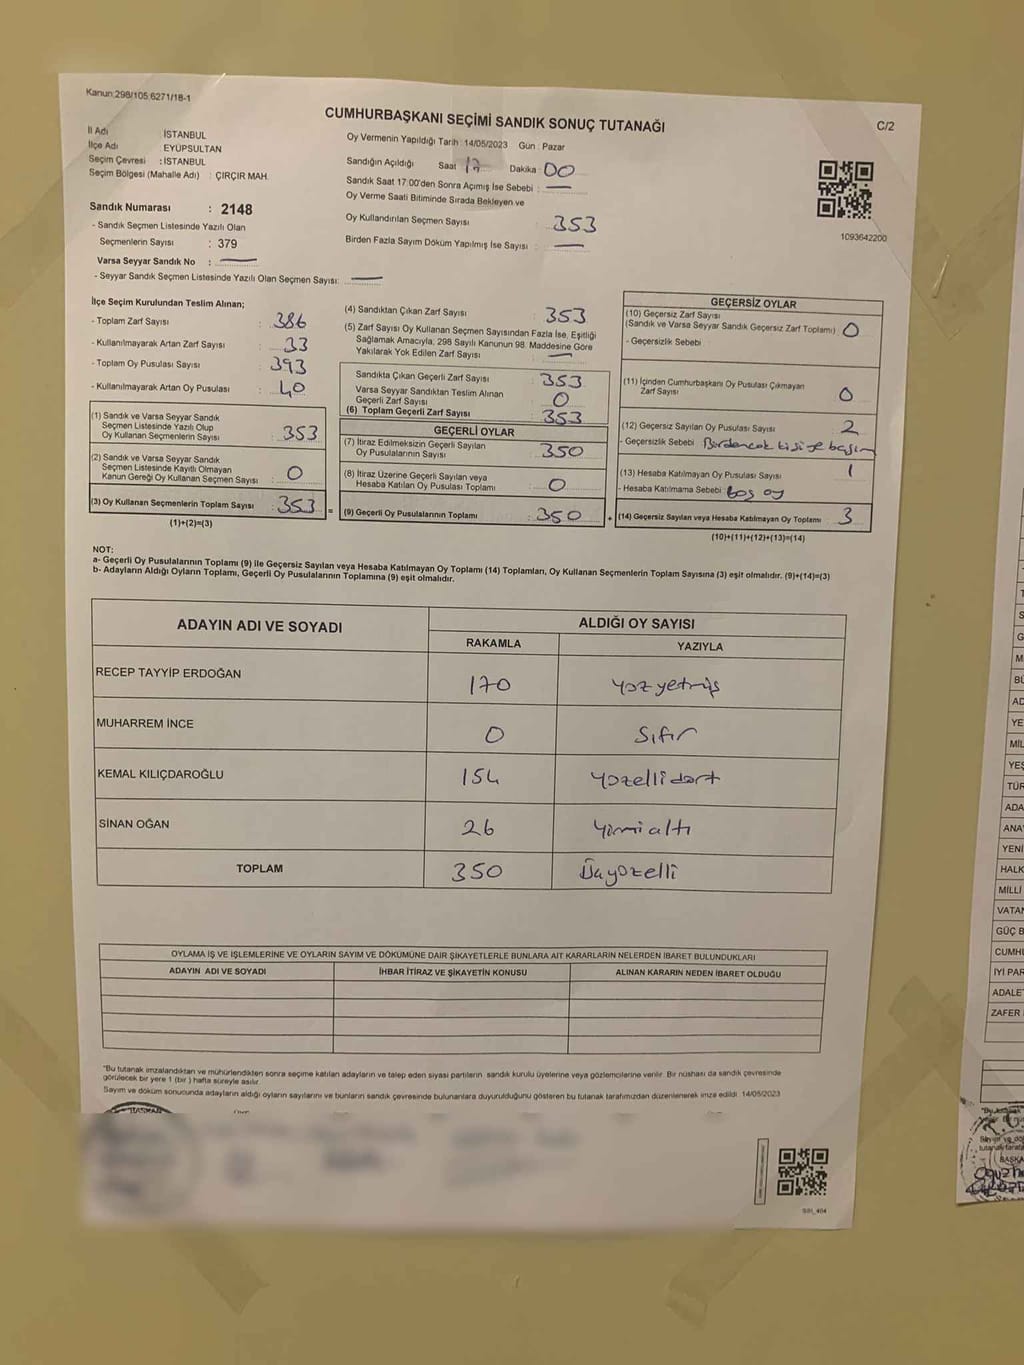 Kanun:298/105;6271/18-1
CUMHURBAŞKANI SEÇİMİ SANDIK SONUÇ TUTANAĞI
C/2
İl Adı İSTANBUL
İlçe Adı EYÜPSULTAN
Seçim Çevresi : İSTANBUL
Seçim Bölgesi (Mahalle Adı) : ÇIRÇIR MAH.
Sandık Numarası : 2148
- Sandık Seçmen Listesinde Yazılı Olan
Seçmenlerin Sayısı : 379
Varsa Seyyar Sandık No :
- Seyyar Sandık Seçmen Listesinde Yazılı Olan Seçmen Sayısı:
Oy Vermenin Yapıldığı Tarih :14/05/2023 Gün : Pazar
Sandığın Açıldığı Saat Dakika 00
Sandık Saat 17:00'den Sonra Açımış İse Sebebi :
Oy Verme Saati Bitiminde Sırada Bekleyen ve
Oy Kullandırılan Seçmen Sayısı : 353
Birden Fazla Sayım Döküm Yapılmış İse Sayısı :
1093642200
İlçe Seçim Kurulundan Teslim Alınan;
- Toplam Zarf Sayısı : 386
- Kullanılmayarak Artan Zarf Sayısı : 33
- Toplam Oy Pusulası Sayısı : 393
- Kullanılmayarak Artan Oy Pusulası : 40
(1) Sandık ve Varsa Seyyar Sandık
Seçmen Listesinde Yazılı Olup
Oy Kullanan Seçmenlerin Sayısı : 353
(2) Sandık ve Varsa Seyyar Sandık
Seçmen Listesinde Kayıtlı Olmayan
Kanun Gereği Oy Kullanan Seçmen Sayısı : 0
(3) Oy Kullanan Seçmenlerin Toplam Sayısı : 353 =
(1)+(2)=(3)
(4) Sandıktan Çıkan Zarf Sayısı : 353
(5) Zarf Sayısı Oy Kullanan Seçmen Sayısından Fazla İse, Eşitliği
Sağlamak Amacıyla, 298 Sayılı Kanunun 98. Maddesine Göre
Yakılarak Yok Edilen Zarf Sayısı :
Sandıkta Çıkan Geçerli Zarf Sayısı : 353
Varsa Seyyar Sandıktan Teslim Alınan
Geçerli Zarf Sayısı : 0
(6) Toplam Geçerli Zarf Sayısı : 353
GEÇERLİ OYLAR
(7) İtiraz Edilmeksizin Geçerli Sayılan
Oy Pusulalarının Sayısı : 350
(8) İtiraz Üzerine Geçerli Sayılan veya
Hesaba Katılan Oy Pusulası Toplamı : 0
(9) Geçerli Oy Pusulalarının Toplamı : 350 +
GEÇERSİZ OYLAR
(10) Geçersiz Zarf Sayısı
(Sandık ve Varsa Seyyar Sandık Geçersiz Zarf Toplamı) : 0
- Geçersizlik Sebebi
(11) İçinden Cumhurbaşkanı Oy Pusulası Çıkmayan
Zarf Sayısı : 0
(12) Geçersiz Sayılan Oy Pusulası Sayısı : 2
- Geçersizlik Sebebi : Birdencok kişiye basım
(13) Hesaba Katılmayan Oy Pusulası Sayısı : 1
- Hesaba Katılmama Sebebi : boş oy
(14) Geçersiz Sayılan veya Hesaba Katılmayan Oy Toplamı : 3
(10)+(11)+(12)+(13)=(14)
NOT:
a- Geçerli Oy Pusulalarının Toplamı (9) ile Geçersiz Sayılan veya Hesaba Katılmayan Oy Toplamı (14) Toplamları, Oy Kullanan Seçmenlerin Toplam Sayısına (3) eşit olmalıdır. (9)+(14)=(3)
b- Adayların Aldığı Oyların Toplamı, Geçerli Oy Pusulalarının Toplamına (9) eşit olmalıdır.
ADAYIN ADI VE SOYADI ALDIĞI OY SAYISI
RAKAMLA YAZIYLA
RECEP TAYYİP ERDOĞAN 170 yüzyetmiş
MUHARREM İNCE 0 Sıfır
KEMAL KILIÇDAROĞLU 154 yüzellidört
SİNAN OĞAN 26 yirmialtı
TOPLAM 350 Üçyüzelli
OYLAMA İŞ VE İŞLEMLERİNE VE OYLARIN SAYIM VE DÖKÜMÜNE DAİR ŞİKAYETLERLE BUNLARA AİT KARARLARIN NELERDEN İBARET BULUNDUKLARI
ADAYIN ADI VE SOYADI İHBAR İTİRAZ VE ŞİKAYETİN KONUSU ALINAN KARARIN NEDEN İBARET OLDUĞU
*Bu tutanak imzalandıktan ve mühürlendikten sonra seçime katılan adayların ve talep eden siyasi partilerin sandık kurulu üyelerine veya gözlemcilerine verilir. Bir nüshası da sandık çevresinde
görülecek bir yere 1 (bir) hafta süreyle asılır.
Sayım ve döküm sonucunda adayların aldığı oyların sayılarını ve bunların sandık çevresinde bulunanlara duyurulduğunu gösteren bu tutanak tarafımızdan düzenlenerek imza edildi. 14/05/2023
BAŞKAN
Üye
ANA
YENİ
HALK
MİLLİ
VATAN
GÜÇ B
CUMHU
İYİ PAR
ADALET
ZAFER